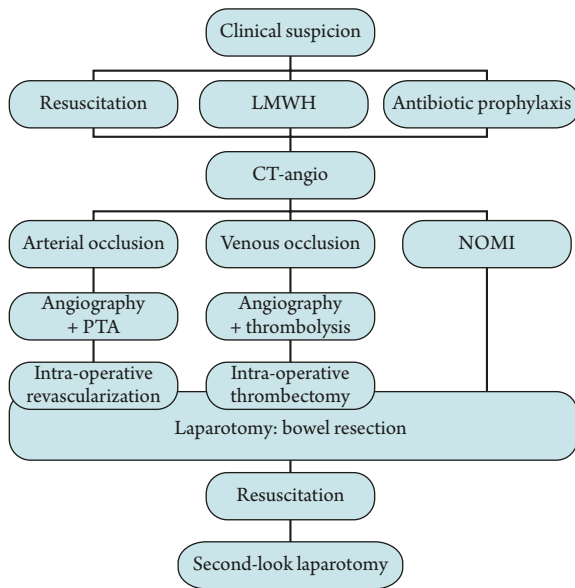 Clinical suspicion
Resuscitation
LMWH
Antibiotic prophylaxis
CT-angio
Arterial occlusion
Venous occlusion
NOMI
Angiography
+ PTA
Angiography
+ thrombolysis
Intra-operative
revascularization
Intra-operative
thrombectomy
Laparotomy: bowel resection
Resuscitation
Second-look laparotomy